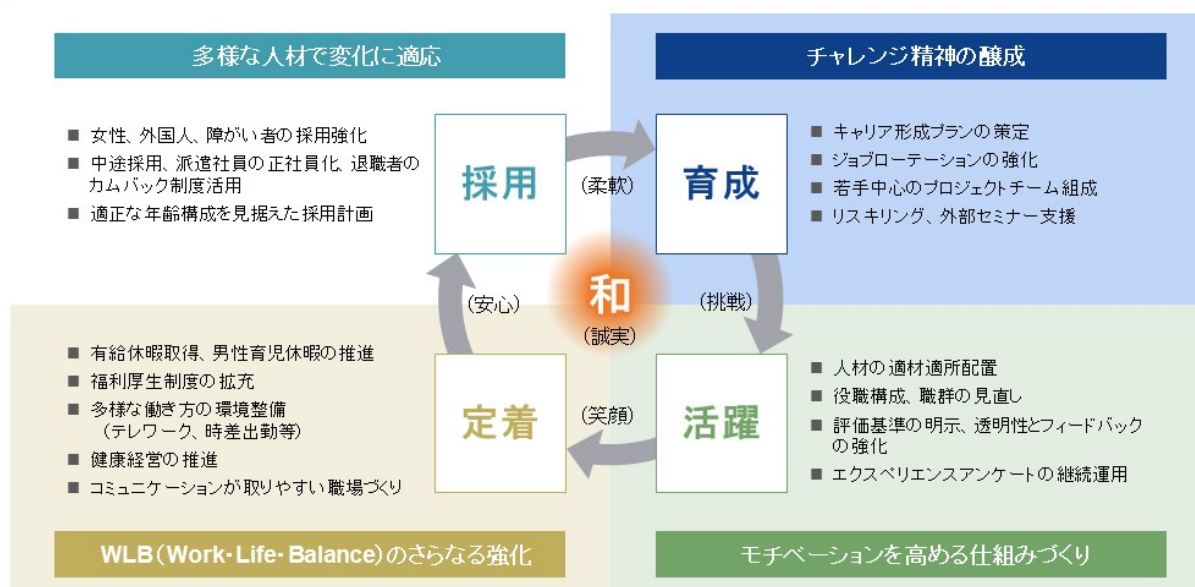 多様な人材で変化に適応
■ 女性、外国人、障がい者の採用強化
■ 中途採用、派遣社員の正社員化、退職者の
カムバック制度活用
■ 適正な年齢構成を見据えた採用計画
採用
(柔軟)
チャレンジ精神の醸成
育成
■ キャリア形成プランの策定
■ ジョブローテーションの強化
■ 若手中心のプロジェクトチーム組成
■ リスキリング、外部セミナー支援
(安心)
和
(誠実)
(挑戦)
■ 有給休暇取得、男性育児休暇の推進
■ 福利厚生制度の拡充
■ 多様な働き方の環境整備
(テレワーク、時差出勤等)
■ 健康経営の推進
■ コミュニケーションが取りやすい職場づくり
定着
(笑顔)
活躍
■ 人材の適材適所配置
■ 役職構成、職群の見直し
■ 評価基準の明示、透明性とフィードバック
の強化
■ エクスペリエンスアンケートの継続運用
WLB(Work・Life・Balance)のさらなる強化
モチベーションを高める仕組みづくり